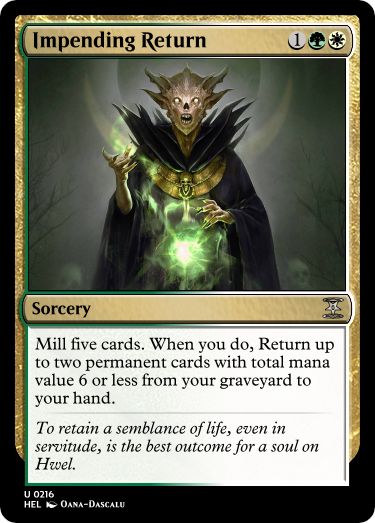 Impending Return 1
Sorcery
Mill five cards. When you do, Return up
to two permanent cards with total mana
value 6 or less from your graveyard to
your hand.
To retain a semblance of life, even in
servitude, is the best outcome for a soul on
Hwel.
U 0216
HEL Oana-Dascalu